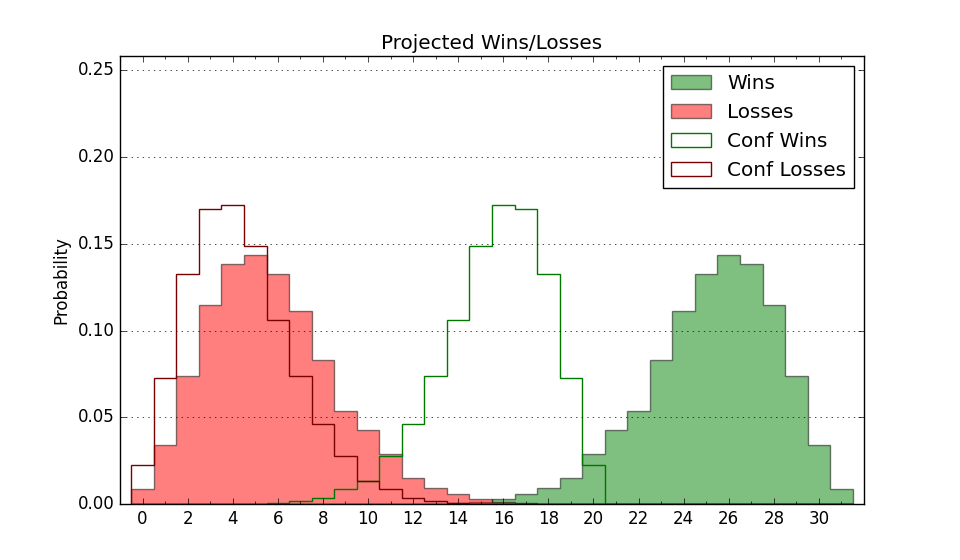 Projected Wins/Losses
Probability
0.25
0.20
0.15
0.10
0.05
0.00
Wins
Losses
Conf Wins
Conf Losses
0 2 4 6 8 10 12 14 16 18 20 22 24 26 28 30